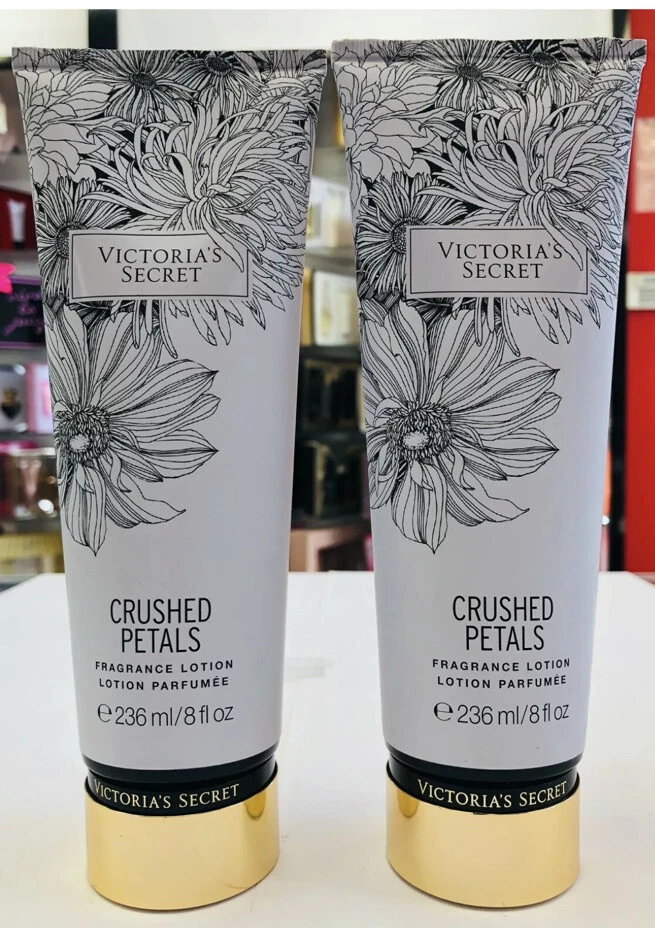 VICTORIA'S
SECRET
CRUSHED
PETALS
FRAGRANCE LOTION
LOTION PARFUMÉE
℮ 236 ml/8 fl oz
VICTORIA'S SECRET
VICTORIA'S
SECRET
CRUSHED
PETALS
FRAGRANCE LOTION
LOTION PARFUMÉE
℮ 236 ml/8 fl oz
VICTORIA'S SECRET